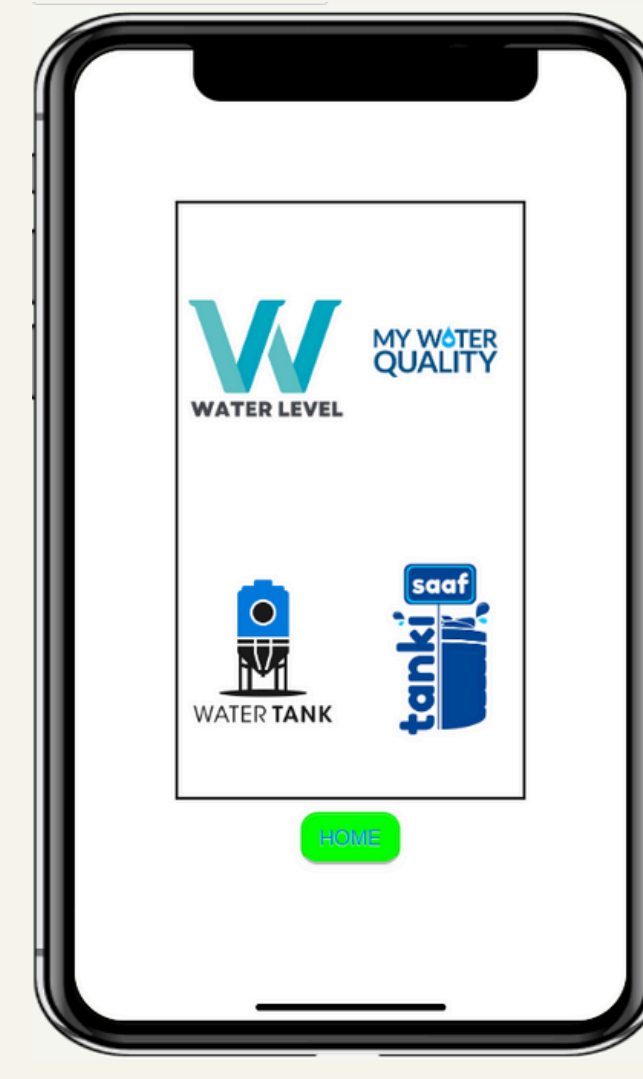 WATER LEVEL
MY WATER
QUALITY
WATER TANK
saaf
tanki
HOME